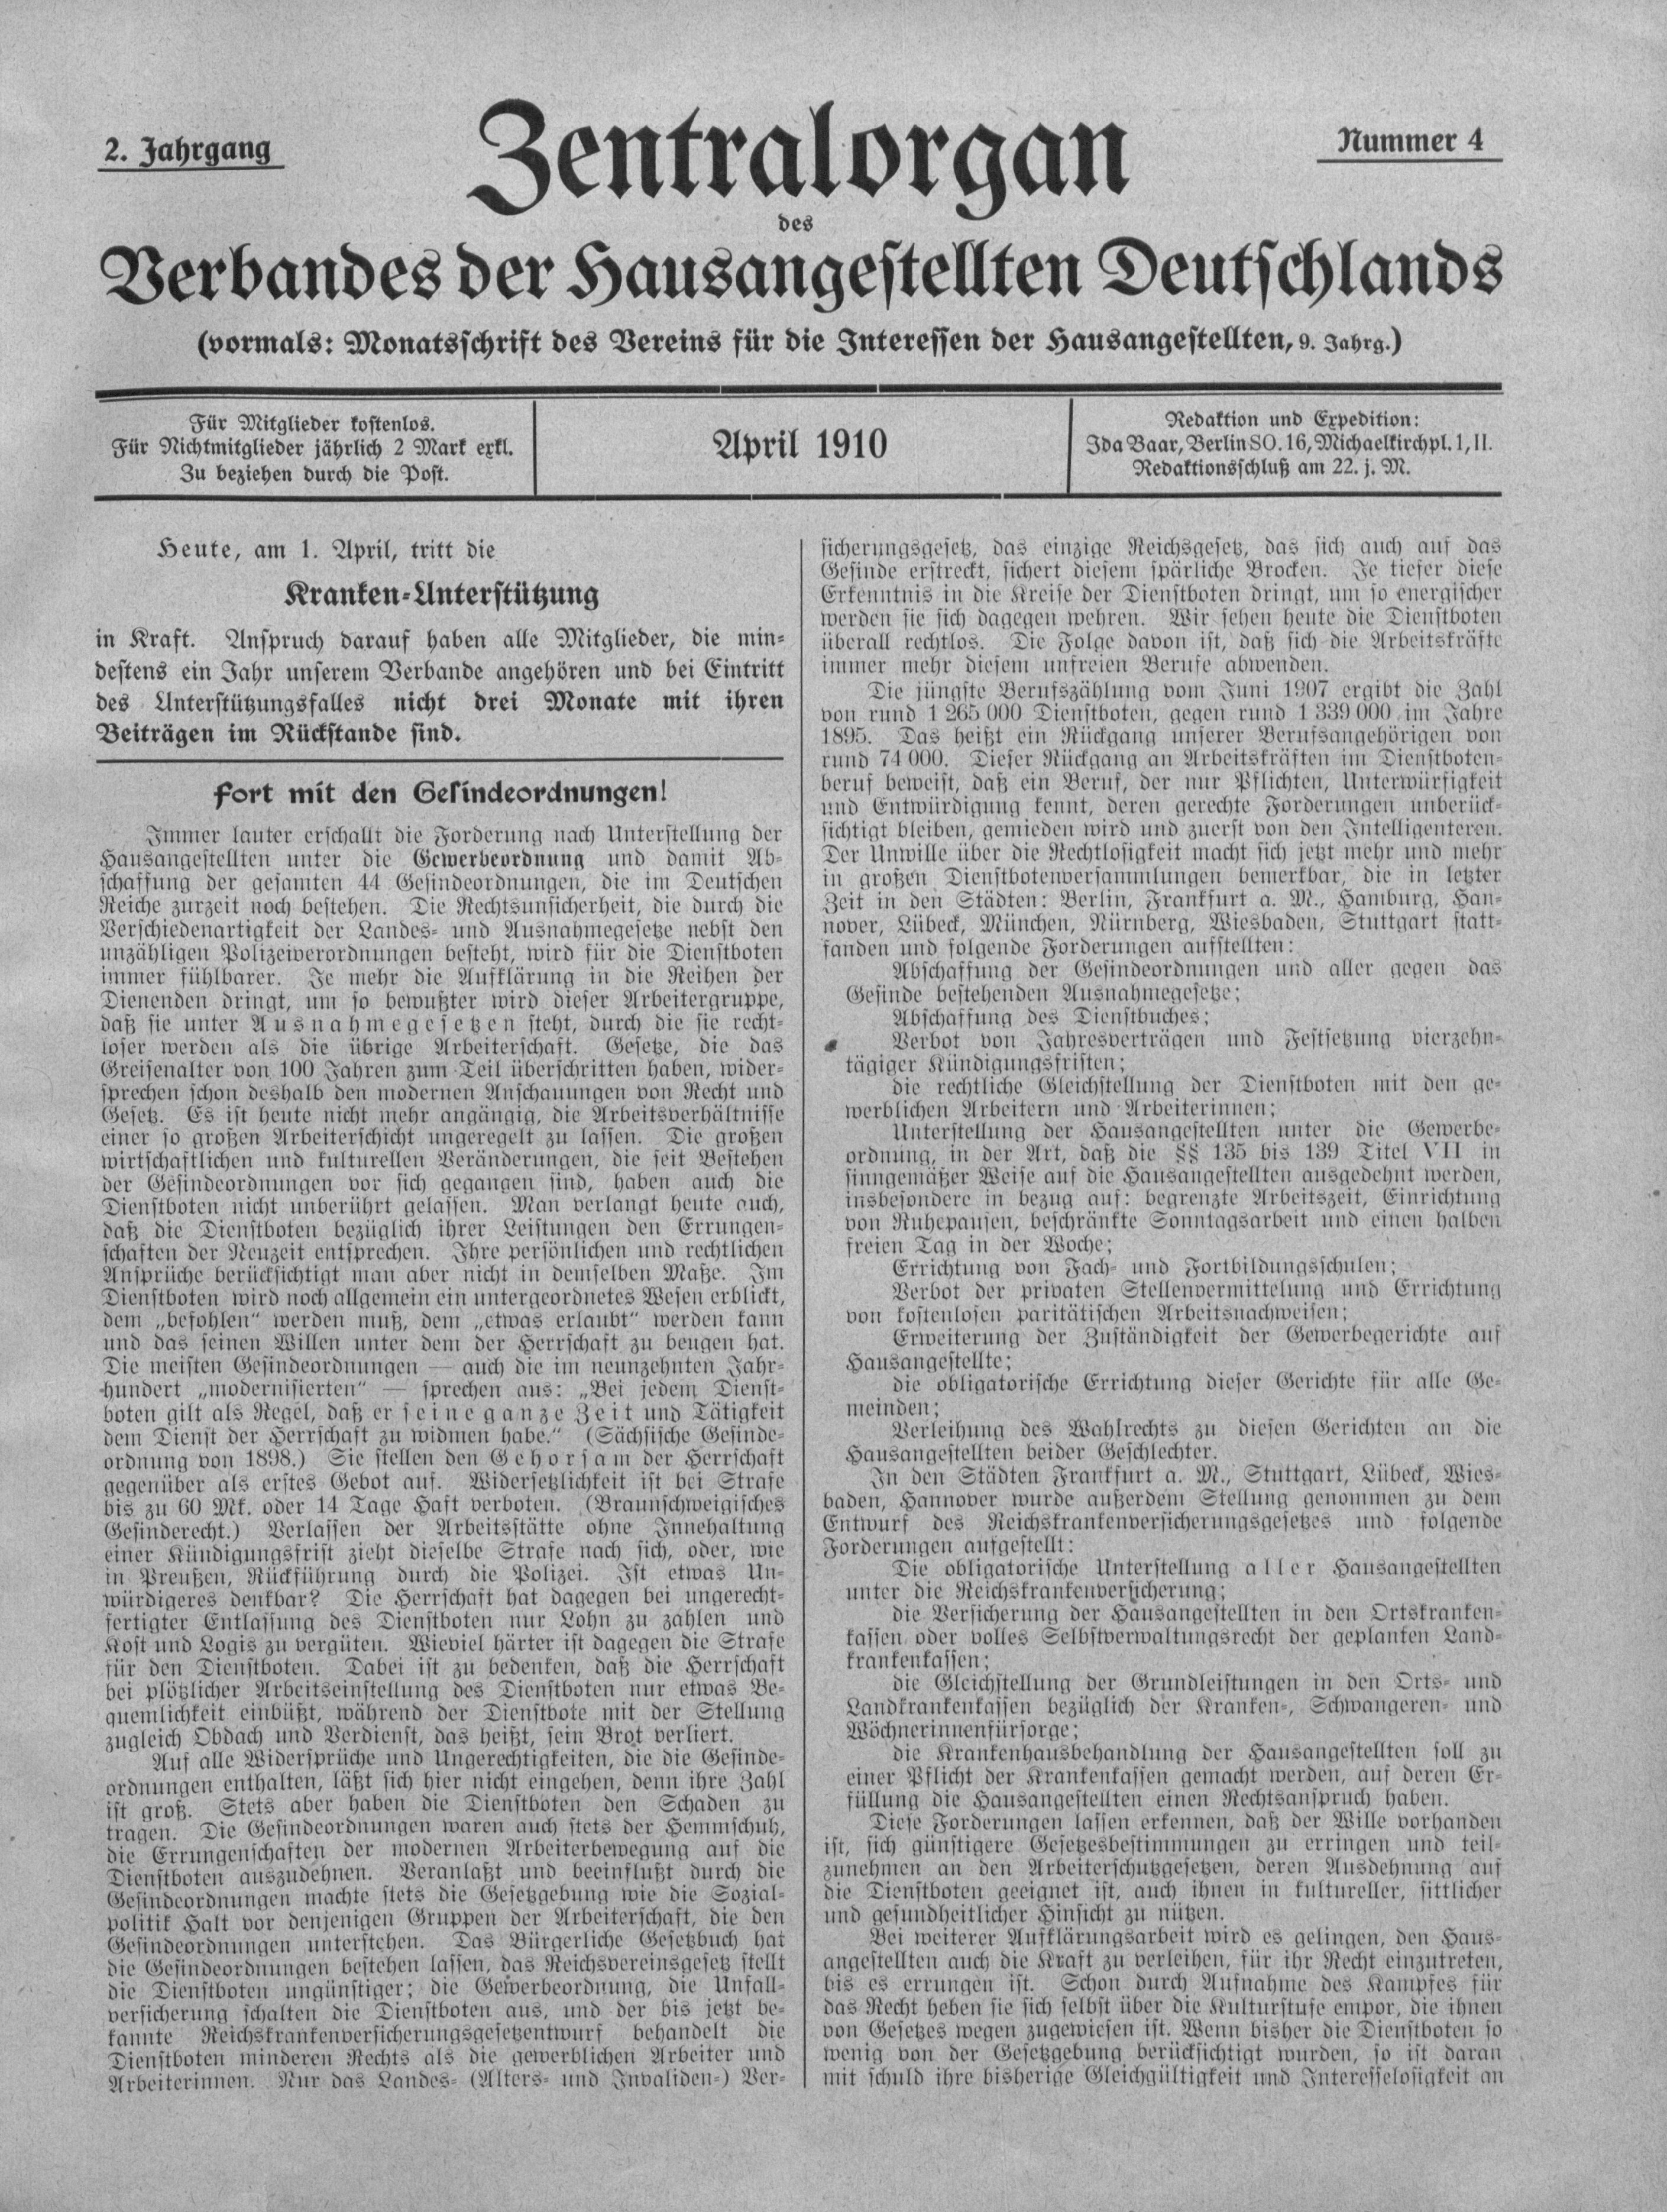 2. Jahrgang
Zentralorgan
Nummer 4
des
Verbandes der Hausangestellten Deutschlands
(vormals: Monatsschrift des Vereins für die Interessen der Hausangestellten, 9. Jahrg.)
Für Mitglieder kostenlos.
Für Nichtmitglieder jährlich 2 Mark exkl.
Zu beziehen durch die Post.
April 1910
Redaktion und Expedition:
Ida Baar, Berlin SO. 16, Michaelkirchpl. 1, II.
Redaktionsschluß am 22. j. M.
Heute, am 1. April, tritt die
Kranken-Unterstützung
in Kraft. Anspruch darauf haben alle Mitglieder, die min-
destens ein Jahr unserem Verbande angehören und bei Eintritt
des Unterstützungsfalles nicht drei Monate mit ihren
Beiträgen im Rückstande sind.
Fort mit den Gesindeordnungen!
Immer lauter erschallt die Forderung nach Unterstellung der
Hausangestellten unter die Gewerbeordnung und damit Ab-
schaffung der gesamten 44 Gesindeordnungen, die im Deutschen
Reiche zurzeit noch bestehen. Die Rechtsunsicherheit, die durch die
Verschiedenartigkeit der Landes- und Ausnahmegesetze nebst den
unzähligen Polizeiverordnungen besteht, wird für die Dienstboten
immer fühlbarer. Je mehr die Aufklärung in die Reihen der
Dienenden dringt, um so bewußter wird dieser Arbeitergruppe,
daß sie unter Ausnahmegesetzen steht, durch die sie recht-
loser werden als die übrige Arbeiterschaft. Gesetze, die das
Greisenalter von 100 Jahren zum Teil überschritten haben, wider-
sprechen schon deshalb den modernen Anschauungen von Recht und
Gesetz. Es ist heute nicht mehr angängig, die Arbeitsverhältnisse
einer so großen Arbeiterschicht ungeregelt zu lassen. Die großen
wirtschaftlichen und kulturellen Veränderungen, die seit Bestehen
der Gesindeordnungen vor sich gegangen sind, haben auch die
Dienstboten nicht unberührt gelassen. Man verlangt heute auch,
daß die Dienstboten bezüglich ihrer Leistungen den Errungen-
schaften der Neuzeit entsprechen. Ihre persönlichen und rechtlichen
Ansprüche berücksichtigt man aber nicht in demselben Maße. Im
Dienstboten wird noch allgemein ein untergeordnetes Wesen erblickt,
dem „befohlen“ werden muß, dem „etwas erlaubt“ werden kann
und das seinen Willen unter dem der Herrschaft zu beugen hat.
Die meisten Gesindeordnungen — auch die im neunzehnten Jahr-
hundert „modernisierten“ — sprechen aus: „Bei jedem Dienst-
boten gilt als Regel, daß er seine ganze Zeit und Tätigkeit
dem Dienst der Herrschaft zu widmen habe.“ (Sächsische Gesinde-
ordnung von 1898.) Sie stellen den Gehorsam der Herrschaft
gegenüber als erstes Gebot auf. Widersetzlichkeit ist bei Strafe
bis zu 60 Mk. oder 14 Tage Haft verboten. (Braunschweigisches
Gesinderecht.) Verlassen der Arbeitsstätte ohne Innehaltung
einer Kündigungsfrist zieht dieselbe Strafe nach sich, oder, wie
in Preußen, Rückführung durch die Polizei. Ist etwas Un-
würdigeres denkbar? Die Herrschaft hat dagegen bei ungerecht-
fertigter Entlassung des Dienstboten nur Lohn zu zahlen und
Kost und Logis zu vergüten. Wieviel härter ist dagegen die Strafe
für den Dienstboten. Dabei ist zu bedenken, daß die Herrschaft
bei plötzlicher Arbeitseinstellung des Dienstboten nur etwas Be-
quemlichkeit einbüßt, während der Dienstbote mit der Stellung
zugleich Obdach und Verdienst, das heißt, sein Brot verliert.
Auf alle Widersprüche und Ungerechtigkeiten, die die Gesinde-
ordnungen enthalten, läßt sich hier nicht eingehen, denn ihre Zahl
ist groß. Stets aber haben die Dienstboten den Schaden zu
tragen. Die Gesindeordnungen waren auch stets der Hemmschuh,
die Errungenschaften der modernen Arbeiterbewegung auf die
Dienstboten auszudehnen. Veranlaßt und beeinflußt durch die
Gesindeordnungen machte stets die Gesetzgebung wie die Sozial-
politik Halt vor denjenigen Gruppen der Arbeiterschaft, die den
Gesindeordnungen unterstehen. Das Bürgerliche Gesetzbuch hat
die Gesindeordnungen bestehen lassen, das Reichsvereinsgesetz stellt
die Dienstboten ungünstiger; die Gewerbeordnung, die Unfall-
versicherung schalten die Dienstboten aus, und der bis jetzt be-
kannte Reichskrankenversicherungsgesetzentwurf behandelt die
Dienstboten minderen Rechts als die gewerblichen Arbeiter und
Arbeiterinnen. Nur das Landes- (Alters- und Invaliden-) Ver-
sicherungsgesetz, das einzige Reichsgesetz, das sich auch auf das
Gesinde erstreckt, sichert diesem spärliche Brocken. Je tiefer diese
Erkenntnis in die Kreise der Dienstboten dringt, um so energischer
werden sie sich dagegen wehren. Wir sehen heute die Dienstboten
überall rechtlos. Die Folge davon ist, daß sich die Arbeitskräfte
immer mehr diesem unfreien Berufe abwenden.
Die jüngste Berufszählung vom Juni 1907 ergibt die Zahl
von rund 1 265 000 Dienstboten, gegen rund 1 339 000 im Jahre
1895. Das heißt ein Rückgang unserer Berufsangehörigen von
rund 74 000. Dieser Rückgang an Arbeitskräften im Dienstboten-
beruf beweist, daß ein Beruf, der nur Pflichten, Unterwürfigkeit
und Entwürdigung kennt, deren gerechte Forderungen unberück-
sichtigt bleiben, gemieden wird und zuerst von den Intelligenteren.
Der Unwille über die Rechtlosigkeit macht sich jetzt mehr und mehr
in großen Dienstbotenversammlungen bemerkbar, die in letzter
Zeit in den Städten: Berlin, Frankfurt a. M., Hamburg, Han-
nover, Lübeck, München, Nürnberg, Wiesbaden, Stuttgart statt-
fanden und folgende Forderungen aufstellten:
Abschaffung der Gesindeordnungen und aller gegen das
Gesinde bestehenden Ausnahmegesetze;
Abschaffung des Dienstbuches;
Verbot von Jahresverträgen und Festsetzung vierzehn-
tägiger Kündigungsfristen;
die rechtliche Gleichstellung der Dienstboten mit den ge-
werblichen Arbeitern und Arbeiterinnen;
Unterstellung der Hausangestellten unter die Gewerbe-
ordnung, in der Art, daß die §§ 135 bis 139 Titel VII in
sinngemäßer Weise auf die Hausangestellten ausgedehnt werden,
insbesondere in bezug auf: begrenzte Arbeitszeit, Einrichtung
von Ruhepausen, beschränkte Sonntagsarbeit und einen halben
freien Tag in der Woche;
Errichtung von Fach- und Fortbildungsschulen;
Verbot der privaten Stellenvermittelung und Errichtung
von kostenlosen paritätischen Arbeitsnachweisen;
Erweiterung der Zuständigkeit der Gewerbegerichte auf
Hausangestellte;
die obligatorische Errichtung dieser Gerichte für alle Ge-
meinden;
Verleihung des Wahlrechts zu diesen Gerichten an die
Hausangestellten beider Geschlechter.
In den Städten Frankfurt a. M., Stuttgart, Lübeck, Wies-
baden, Hannover wurde außerdem Stellung genommen zu dem
Entwurf des Reichskrankenversicherungsgesetzes und folgende
Forderungen aufgestellt:
Die obligatorische Unterstellung aller Hausangestellten
unter die Reichskrankenversicherung;
die Versicherung der Hausangestellten in den Ortskranken-
kassen oder volles Selbstverwaltungsrecht der geplanten Land-
krankenkassen;
die Gleichstellung der Grundleistungen in den Orts- und
Landkrankenkassen bezüglich der Kranken-, Schwangeren- und
Wöchnerinnenfürsorge;
die Krankenhausbehandlung der Hausangestellten soll zu
einer Pflicht der Krankenkassen gemacht werden, auf deren Er-
füllung die Hausangestellten einen Rechtsanspruch haben.
Diese Forderungen lassen erkennen, daß der Wille vorhanden
ist, sich günstigere Gesetzesbestimmungen zu erringen und teil-
zunehmen an den Arbeiterschutzgesetzen, deren Ausdehnung auf
die Dienstboten geeignet ist, auch ihnen in kultureller, sittlicher
und gesundheitlicher Hinsicht zu nützen.
Bei weiterer Aufklärungsarbeit wird es gelingen, den Haus-
angestellten auch die Kraft zu verleihen, für ihr Recht einzutreten,
bis es errungen ist. Schon durch Aufnahme des Kampfes für
das Recht heben sie sich selbst über die Kulturstufe empor, die ihnen
von Gesetzes wegen zugewiesen ist. Wenn bisher die Dienstboten so
wenig von der Gesetzgebung berücksichtigt wurden, so ist daran
mit schuld ihre bisherige Gleichgültigkeit und Interesselosigkeit an